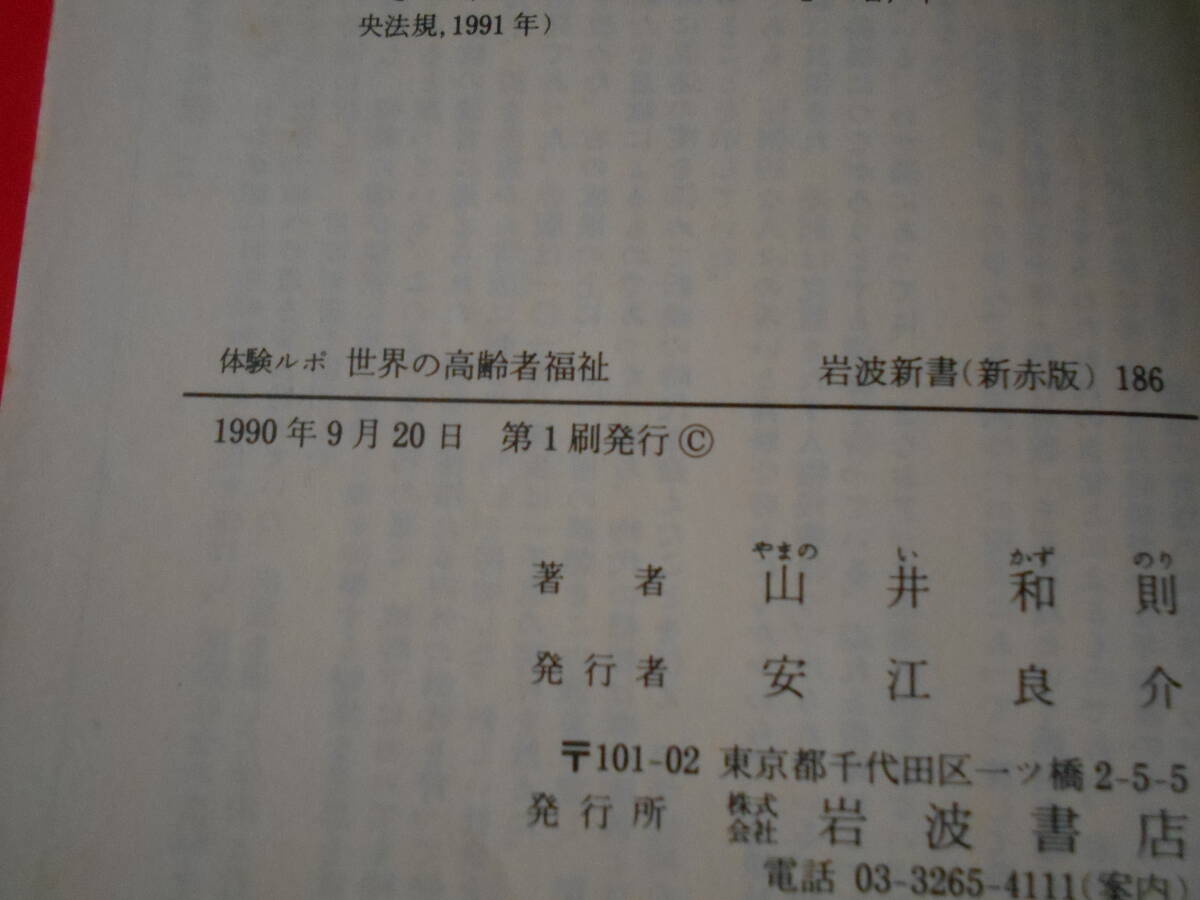 央法規,1991年)
体験ルポ 世界の高齢者福祉 岩波新書(新赤版) 186
1990年9月20日 第1刷発行©
やまの い かず のり
著者 山井和則
発行者 安江良介
〒101-02 東京都千代田区一ツ橋2-5-5
発行所 株式会社 岩波書店
電話 03-3265-4111(案内)